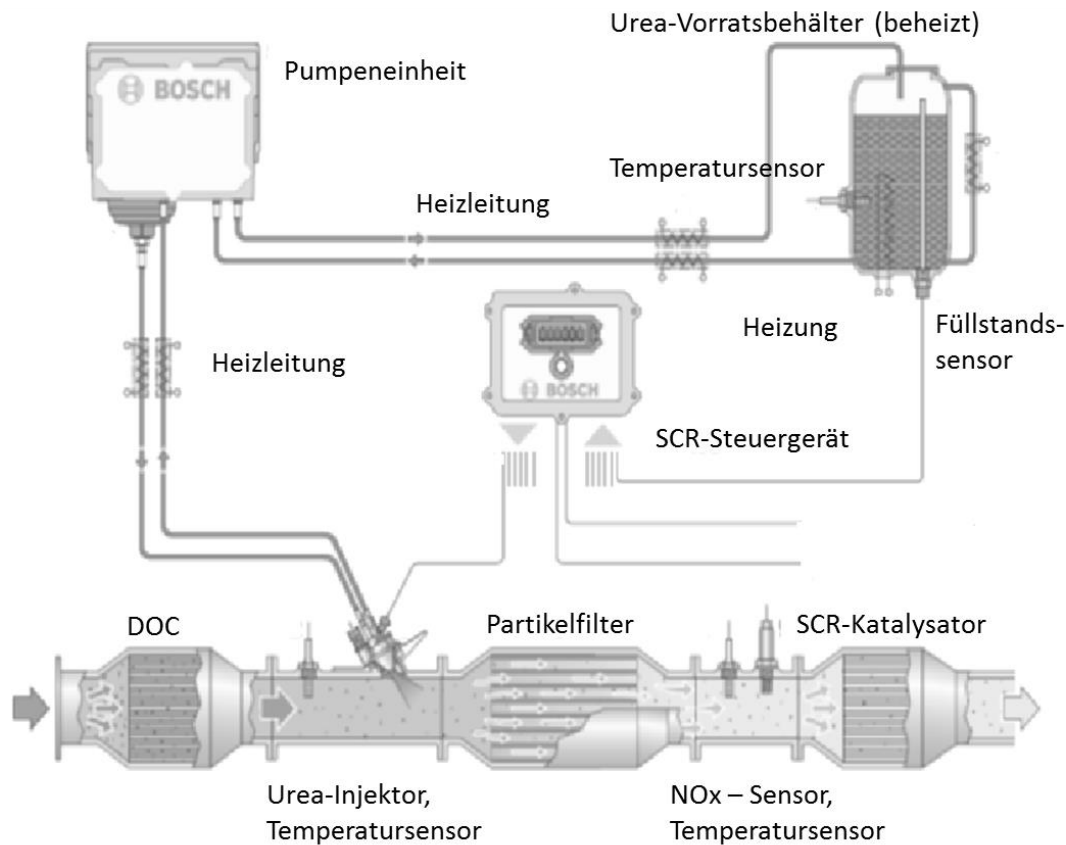 Urea-Vorratsbehälter (beheizt)
Pumpeneinheit
BOSCH
Temperatursensor
Heizleitung
Heizung
Füllstands-
sensor
Heizleitung
BOSCH
SCR-Steuergerät
DOC
Partikelfilter
SCR-Katalysator
Urea-Injektor,
Temperatursensor
NOx – Sensor,
Temperatursensor